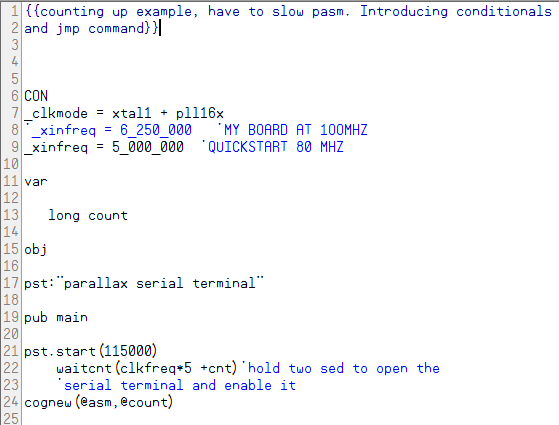 1 {{counting up example, have to slow pasm. Introducing conditionals
2 and jmp command}}
3
4
5
6 CON
7 _clkmode = xtal1 + pll16x
8 '_xinfreq = 6_250_000   'MY BOARD AT 100MHZ
9 _xinfreq = 5_000_000  'QUICKSTART 80 MHZ
10
11 var
12
13    long count
14
15 obj
16
17 pst:"parallax serial terminal"
18
19 pub main
20
21 pst.start(115000)
22     waitcnt(clkfreq*5 +cnt)'hold two sed to open the
23     'serial terminal and enable it
24 cognew(@asm,@count)
25